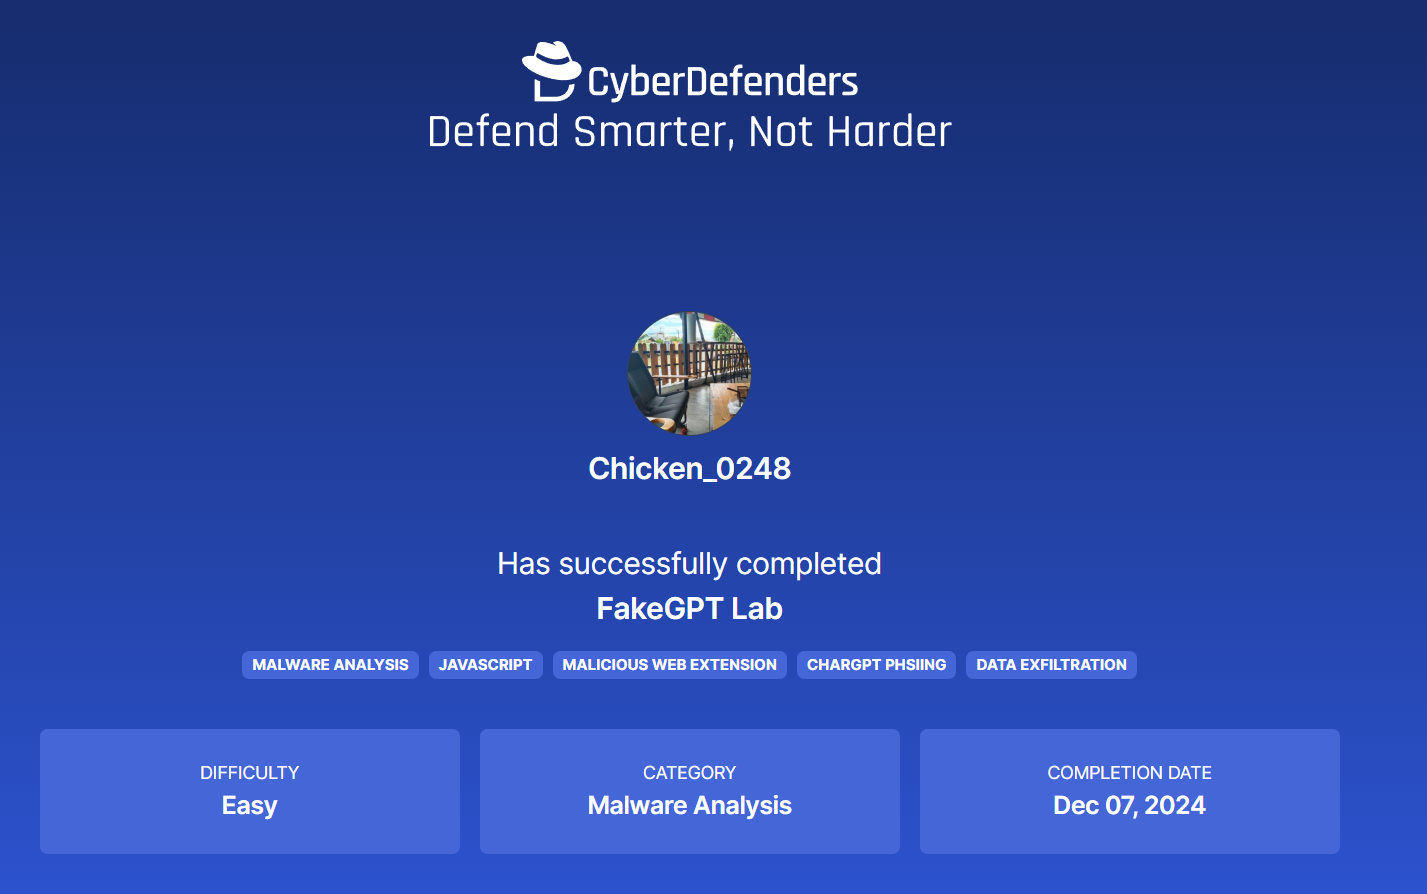 CyberDefenders
Defend Smarter, Not Harder
Chicken_0248
Has successfully completed
FakeGPT Lab
MALWARE ANALYSIS JAVASCRIPT MALICIOUS WEB EXTENSION CHARGPT PHSIING DATA EXFILTRATION
DIFFICULTY
Easy
CATEGORY
Malware Analysis
COMPLETION DATE
Dec 07, 2024